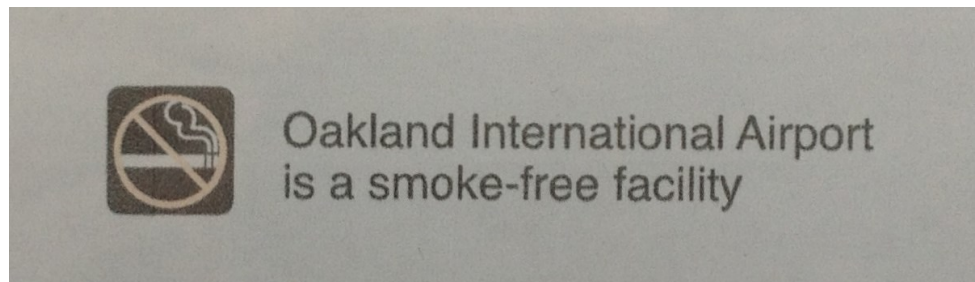 Oakland International Airport
is a smoke-free facility